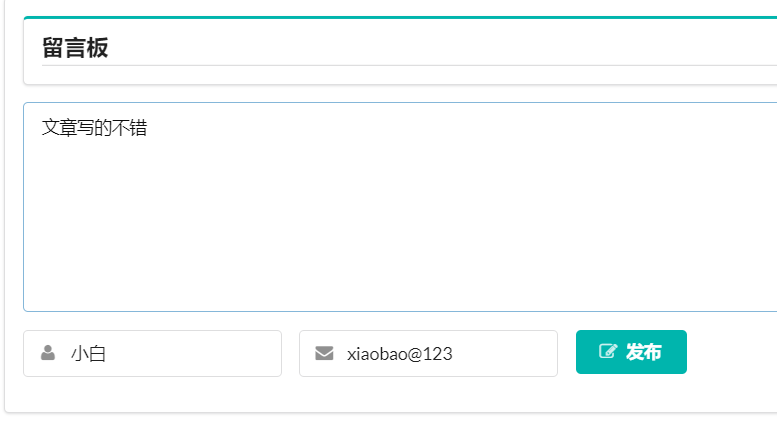 留言板
文章写的不错
小白
xiaobao@123
发布